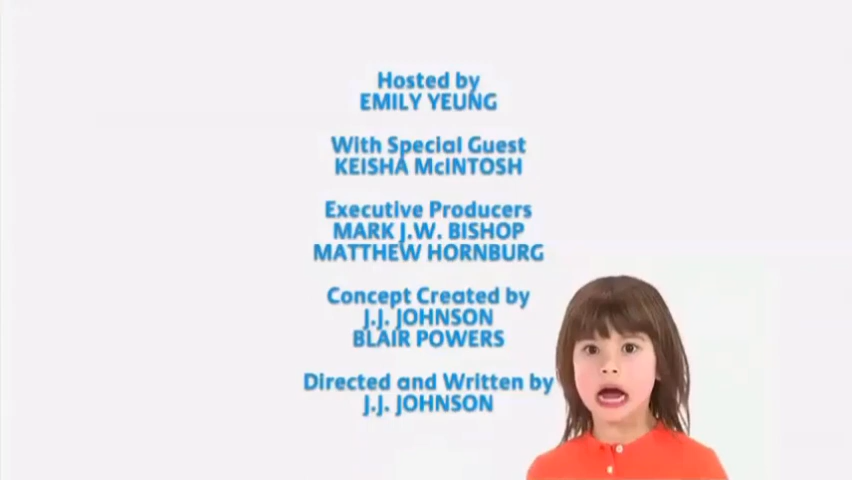 Hosted by
EMILY YEUNG
With Special Guest
KEISHA McINTOSH
Executive Producers
MARK J.W. BISHOP
MATTHEW HORNBURG
Concept Created by
J.J. JOHNSON
BLAIR POWERS
Directed and Written by
J.J. JOHNSON